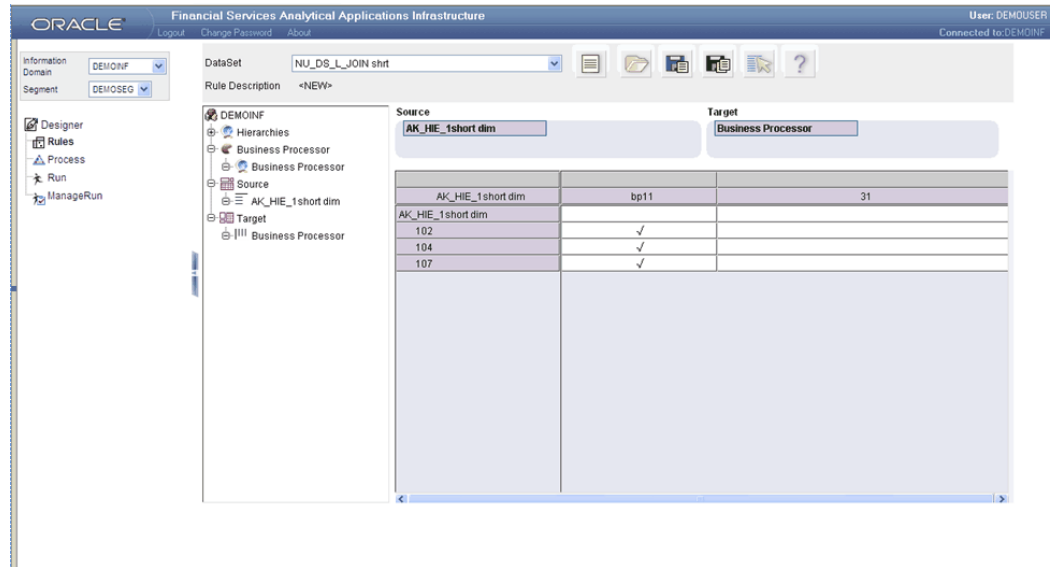 ORACLE
Financial Services Analytical Applications Infrastructure
User: DEMOUSER
Logout Change Password About
Connected to:DEMOINF
Information Domain
DEMOINF
Segment
DEMOSEG
DataSet
NU_DS_L_JOIN shrt
Rule Description <NEW>
?
Designer
Rules
Process
Run
ManageRun
DEMOINF
Hierarchies
Business Processor
Business Processor
Source
AK_HIE_1short dim
Target
Business Processor
Source
AK_HIE_1short dim
Target
Business Processor
AK_HIE_1short dim bp11 31
AK_HIE_1short dim
102 √
104 √
107 √